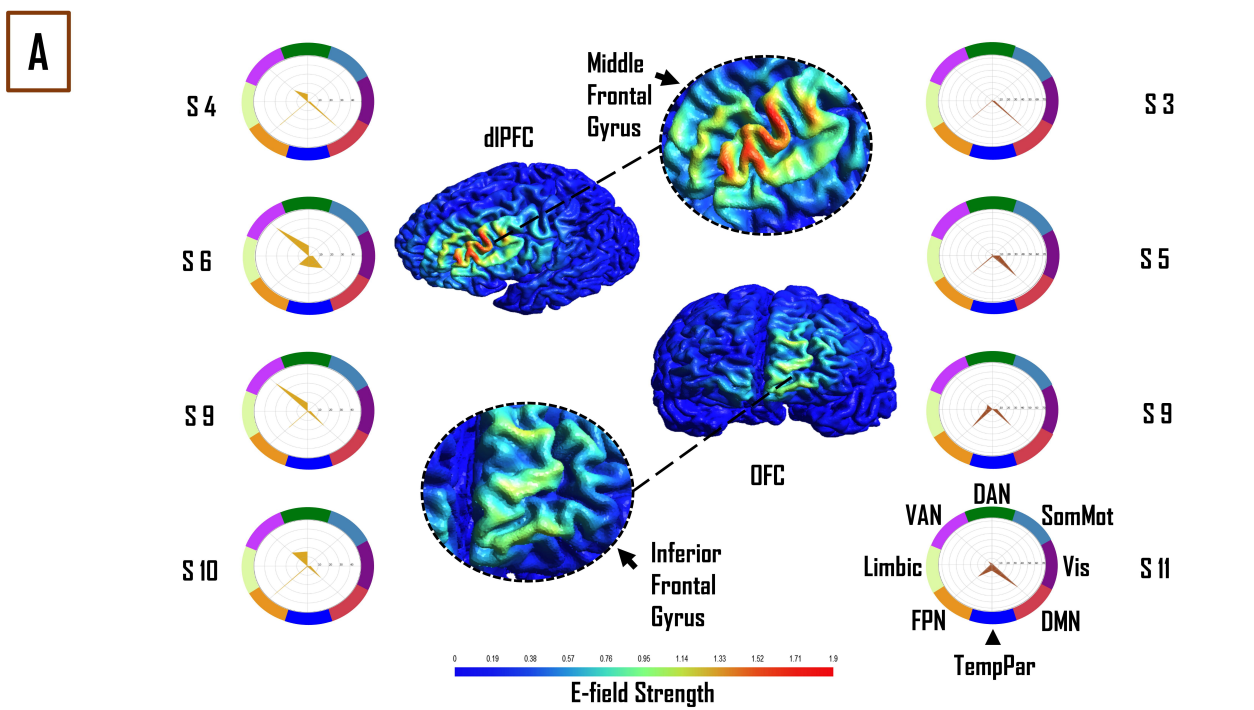 A
Middle
Frontal
Gyrus
dlPFC
S 4
S 3
S 6
S 5
S 9
S 9
OFC
DAN
VAN
SomMot
Limbic
Vis
S 10
S 11
Inferior
Frontal
Gyrus
FPN
DMN
TempPar
0 0.19 0.38 0.57 0.76 0.95 1.14 1.33 1.52 1.71 1.9
E-field Strength